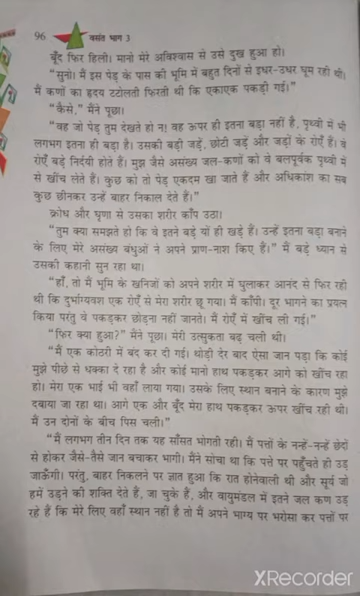 96 वसंत भाग 3
बूँद फिर हिली। मानो मेरे अविश्वास से उसे दुख हुआ हो।
"सुनो। मैं इस पेड़ के पास की भूमि में बहुत दिनों से इधर-उधर घूम रही थी।
मैं कणों का हृदय टटोलती फिरती थी कि एकाएक पकड़ी गई।"
"कैसे," मैंने पूछा।
"वह जो पेड़ तुम देखते हो न! वह ऊपर ही इतना बड़ा नहीं है, पृथ्वी में भी
लगभग इतना ही बड़ा है। उसकी बड़ी जड़ें, छोटी जड़ें और जड़ों के रोएँ हैं। वे
रोएँ बड़े निर्दयी होते हैं। मुझ जैसे असंख्य जल-कणों को वे बलपूर्वक पृथ्वी में
से खींच लेते हैं। कुछ को तो पेड़ एकदम खा जाते हैं और अधिकांश का सब
कुछ छीनकर उन्हें बाहर निकाल देते हैं।"
क्रोध और घृणा से उसका शरीर काँप उठा।
"तुम क्या समझते हो कि वे इतने बड़े यों ही खड़े हैं। उन्हें इतना बड़ा बनाने
के लिए मेरे असंख्य बंधुओं ने अपने प्राण-नाश किए हैं।" मैं बड़े ध्यान से
उसकी कहानी सुन रहा था।
"हाँ, तो मैं भूमि के खनिजों को अपने शरीर में घुलाकर आनंद से फिर रही
थी कि दुर्भाग्यवश एक रोएँ से मेरा शरीर छू गया। मैं काँपी। दूर भागने का प्रयत्न
किया परंतु वे पकड़कर छोड़ना नहीं जानते। मैं रोएँ में खींच ली गई।"
"फिर क्या हुआ?" मैंने पूछा। मेरी उत्सुकता बढ़ चली थी।
"मैं एक कोठरी में बंद कर दी गई। थोड़ी देर बाद ऐसा जान पड़ा कि कोई
मुझे पीछे से धक्का दे रहा है और कोई मानो हाथ पकड़कर आगे को खींच रहा
हो। मेरा एक भाई भी वहाँ लाया गया। उसके लिए स्थान बनाने के कारण मुझे
दबाया जा रहा था। आगे एक और बूँद मेरा हाथ पकड़कर ऊपर खींच रही थी।
मैं उन दोनों के बीच पिस चली।"
"मैं लगभग तीन दिन तक यह साँसत भोगती रही। मैं पत्तों के नन्हे-नन्हे छेदों
से होकर जैसे-तैसे जान बचाकर भागी। मैंने सोचा था कि पत्ते पर पहुँचते ही उड़
जाऊँगी। परंतु, बाहर निकलने पर ज्ञात हुआ कि रात होनेवाली थी और सूर्य जो
हमें उड़ने की शक्ति देते हैं, जा चुके हैं, और वायुमंडल में इतने जल कण उड़
रहे हैं कि मेरे लिए वहाँ स्थान नहीं है तो मैं अपने भाग्य पर भरोसा कर पत्तों पर
XRecorder